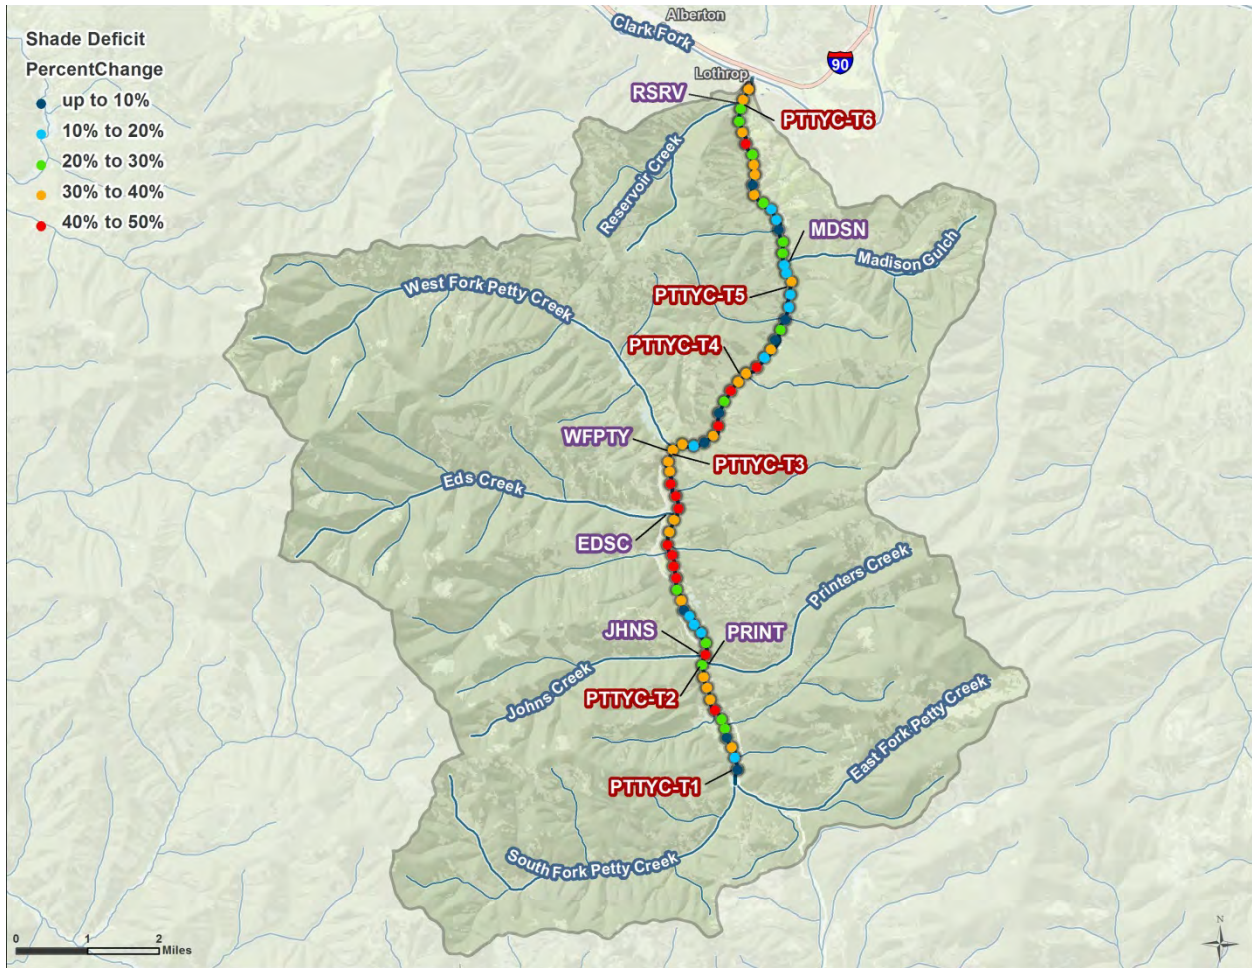 Alberton
Clark Fork
Shade Deficit
PercentChange
up to 10%
10% to 20%
20% to 30%
30% to 40%
40% to 50%
90
Lothrop
RSRV
PTTYC-T6
Reservoir Creek
MDSN
Madison Gulch
West Fork Petty Creek
PTTYC-T5
PTTYC-T4
WFPTY
PTTYC-T3
Eds Creek
EDSC
Printers Creek
JHNS
PRINT
Johns Creek
PTTYC-T2
East Fork Petty Creek
PTTYC-T1
South Fork Petty Creek
0 1 2
Miles
N